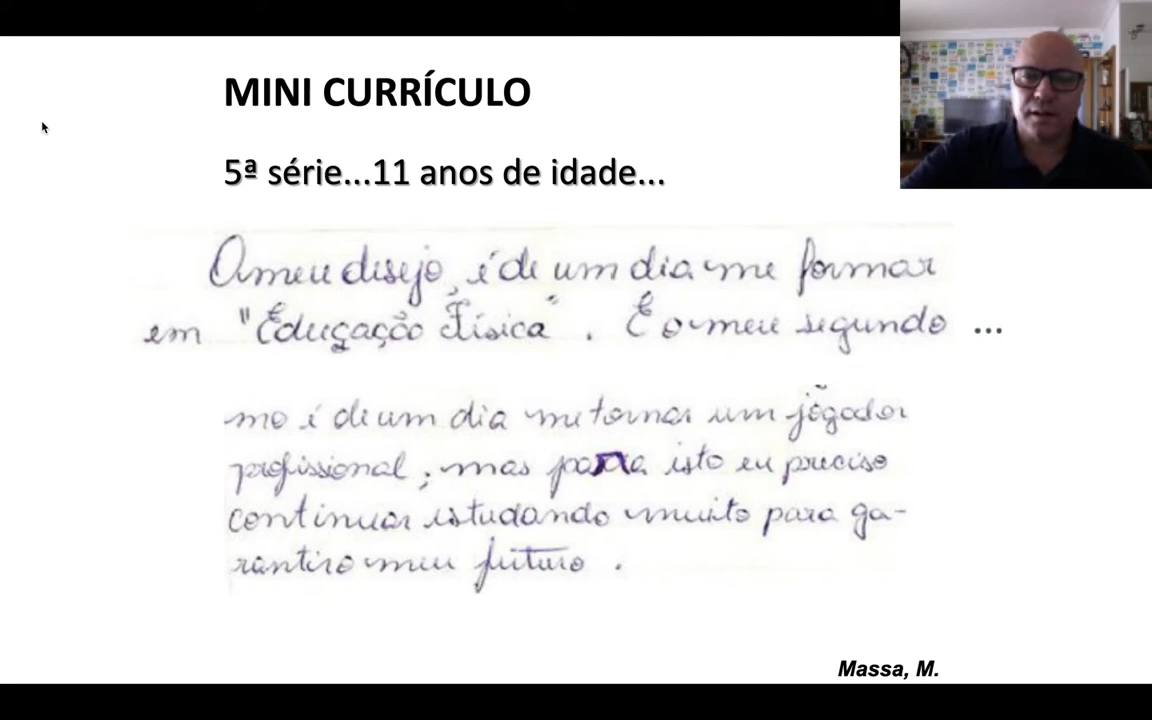 MINI CURRÍCULO
5ª série...11 anos de idade...
O meu desejo, é de um dia me formar
em "Educação Física". E o meu segundo ...
mo é de um dia me tornar um jogador
profissional, mas para isto eu preciso
continuar estudando muito para ga-
rantir o meu futuro.
Massa, M.